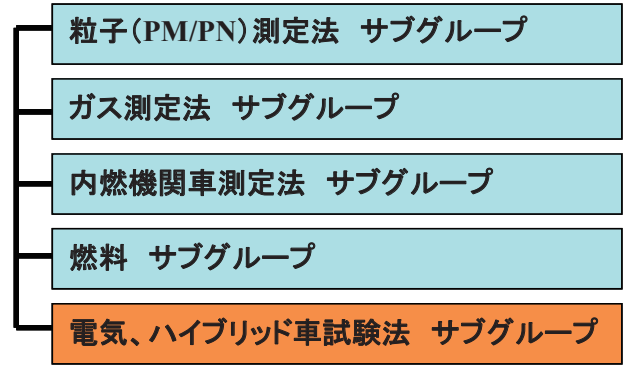 粒子(PM/PN)測定法　サブグループ
ガス測定法　サブグループ
内燃機関車測定法　サブグループ
燃料　サブグループ
電気、ハイブリッド車試験法　サブグループ